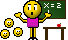 x = 2